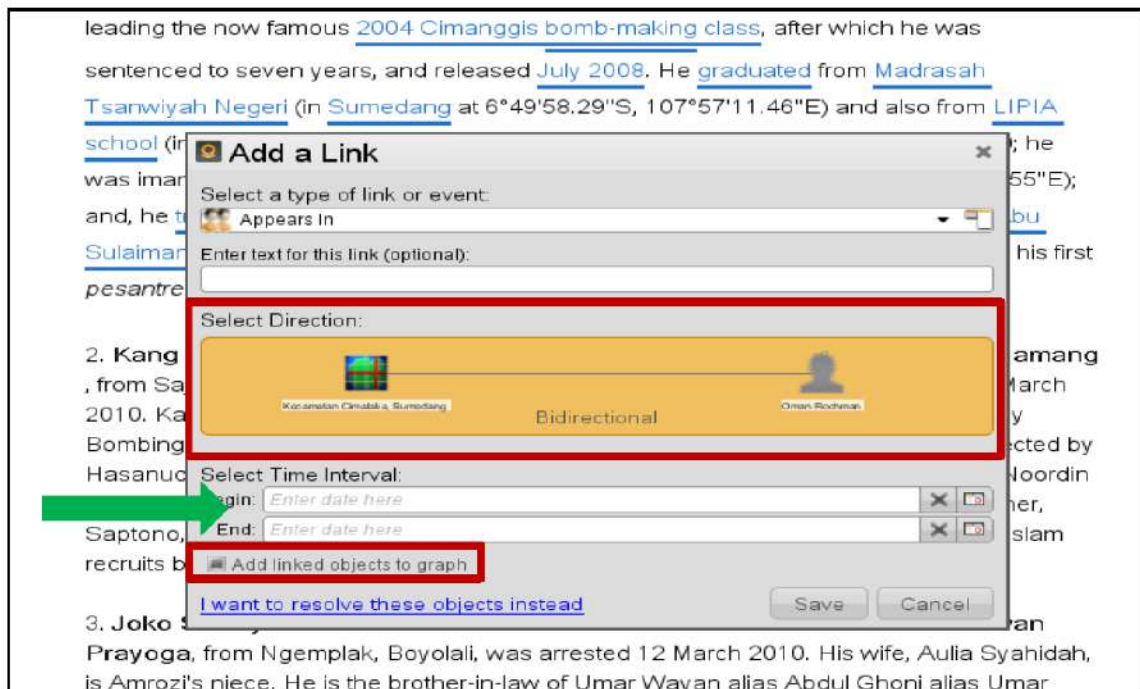 leading the now famous 2004 Cimanggis bomb-making class, after which he was
sentenced to seven years, and released July 2008. He graduated from Madrasah
Tsanwiyah Negeri (in Sumedang at 6°49'58.29"S, 107°57'11.46"E) and also from LIPIA
school (in
Add a Link
; he
was imam
55"E);
Select a type of link or event:
and, he
Appears In
Sulaiman
Enter text for this link (optional):
his first
pesantre
Select Direction:
2. Kang
amang
, from Sa
March
Kecamatan Cimalaka, Sumedang
Oman Rochman
2010. Ka
Bidirectional
y
Bombing
ected by
Hasanud
Select Time Interval:
Noordin
Begin: Enter date here
her,
Saptono,
End: Enter date here
slam
recruits b
Add linked objects to graph
I want to resolve these objects instead
Save
Cancel
3. Joko
Prayoga, from Ngemplak, Boyolali, was arrested 12 March 2010. His wife, Aulia Syahidah,
is Amrozi's niece. He is the brother-in-law of Umar Wayan alias Abdul Ghoni alias Umar